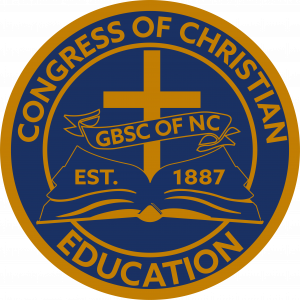 CONGRESS OF CHRISTIAN
GBSC OF NC
EST. 1887
EDUCATION